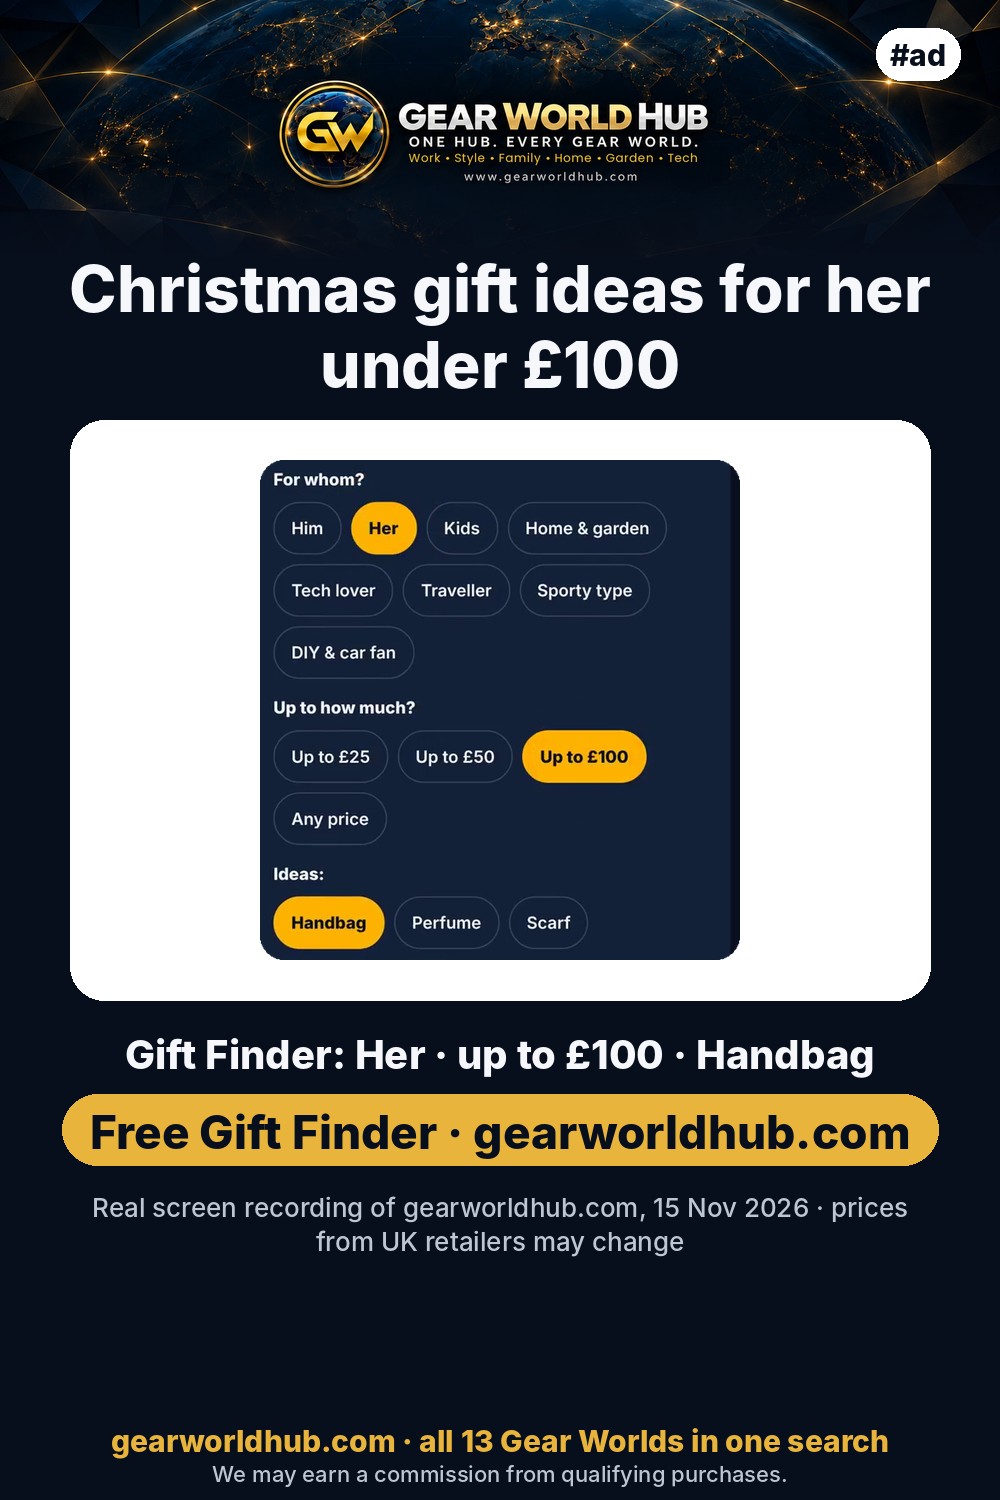 #ad
GW
GEAR WORLD HUB
ONE HUB. EVERY GEAR WORLD.
Work • Style • Family • Home • Garden • Tech
www.gearworldhub.com
Christmas gift ideas for her
under £100
For whom?
Him Her Kids Home & garden
Tech lover Traveller Sporty type
DIY & car fan
Up to how much?
Up to £25 Up to £50 Up to £100
Any price
Ideas:
Handbag Perfume Scarf
Gift Finder: Her · up to £100 · Handbag
Free Gift Finder · gearworldhub.com
Real screen recording of gearworldhub.com, 15 Nov 2026 · prices
from UK retailers may change
gearworldhub.com · all 13 Gear Worlds in one search
We may earn a commission from qualifying purchases.